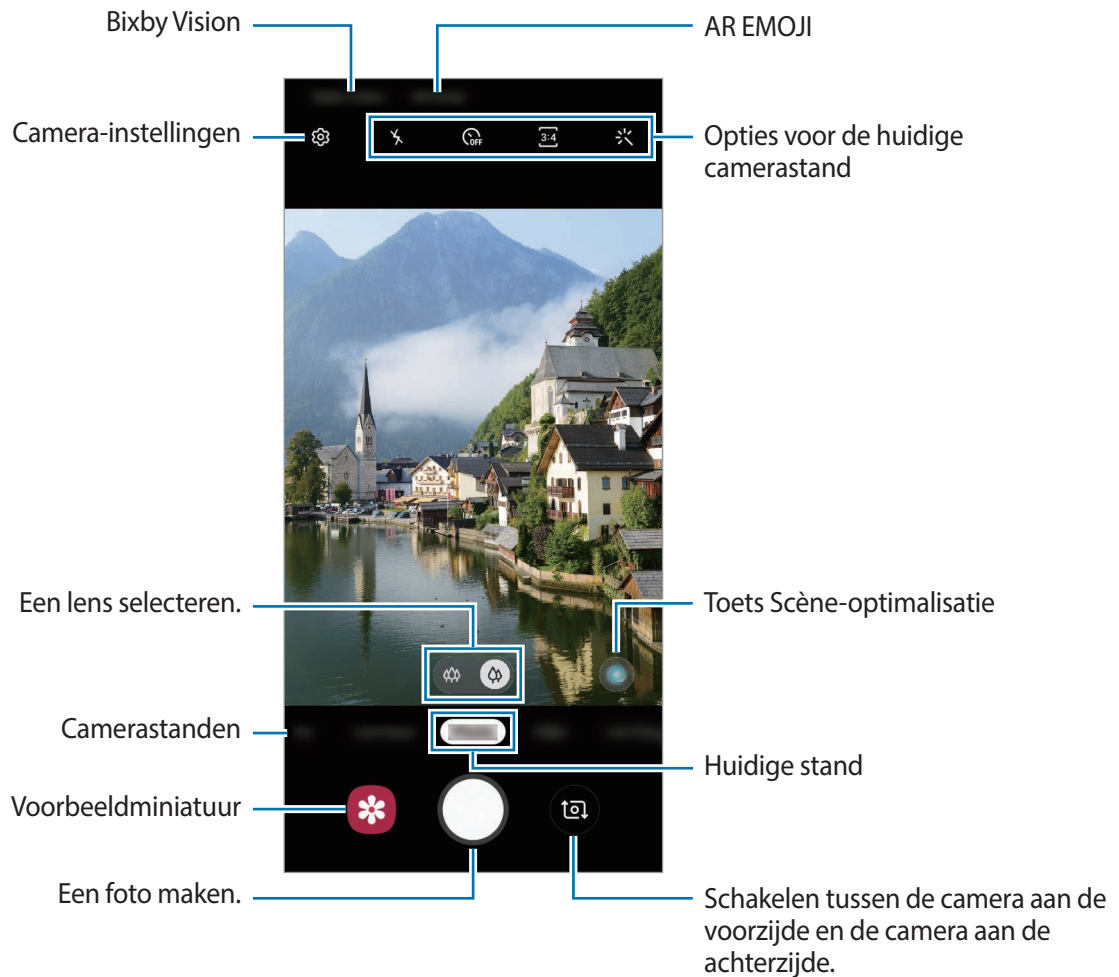 Bixby Vision
AR EMOJI
Camera-instellingen
OFF
3:4
Opties voor de huidige
camerastand
Een lens selecteren.
Toets Scène-optimalisatie
Camerastanden
Huidige stand
Voorbeeldminiatuur
Een foto maken.
Schakelen tussen de camera aan de
voorzijde en de camera aan de
achterzijde.